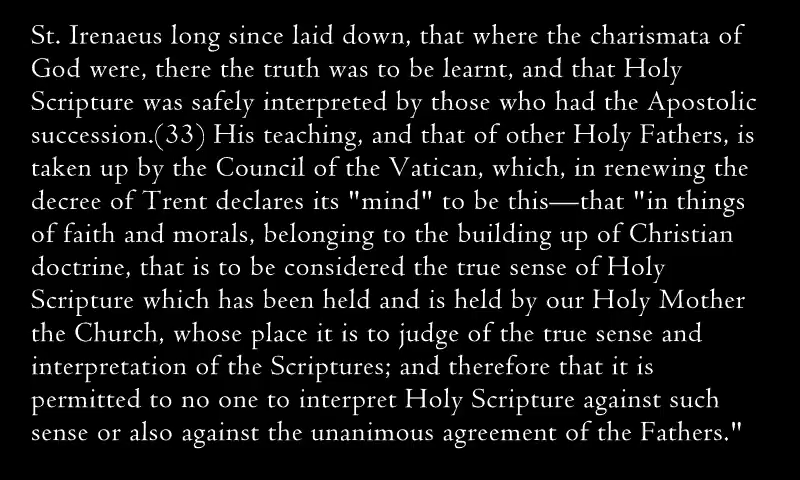 St. Irenaeus long since laid down, that where the charismata of
God were, there the truth was to be learnt, and that Holy
Scripture was safely interpreted by those who had the Apostolic
succession.(33) His teaching, and that of other Holy Fathers, is
taken up by the Council of the Vatican, which, in renewing the
decree of Trent declares its "mind" to be this—that "in things
of faith and morals, belonging to the building up of Christian
doctrine, that is to be considered the true sense of Holy
Scripture which has been held and is held by our Holy Mother
the Church, whose place it is to judge of the true sense and
interpretation of the Scriptures; and therefore that it is
permitted to no one to interpret Holy Scripture against such
sense or also against the unanimous agreement of the Fathers."